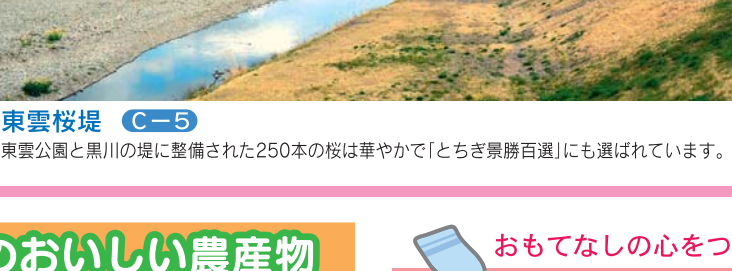 東雲桜堤 C－5
東雲公園と黒川の堤に整備された250本の桜は華やかで「とちぎ景勝百選」にも選ばれています。
のおいしい農産物
おもてなしの心をつ